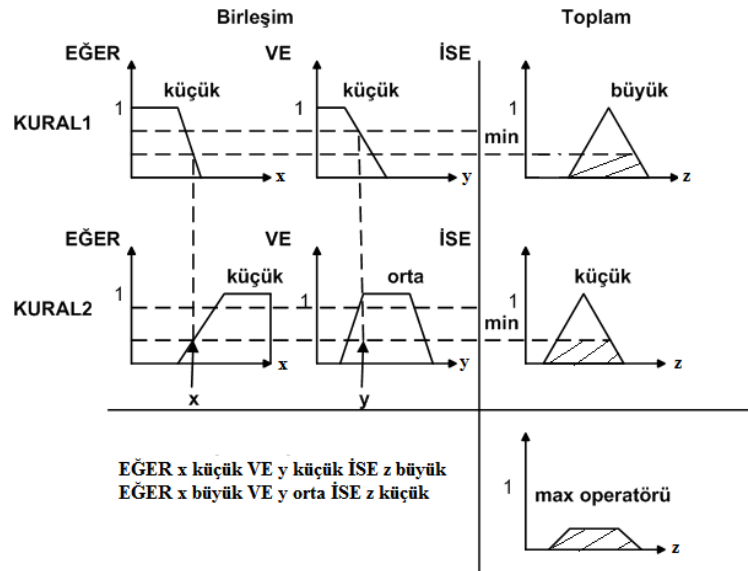 Birleşim Toplam
EĞER VE İSE
küçük küçük büyük
1 1 1
KURAL1
min
x y z
EĞER VE İSE
küçük orta küçük
1 1 1
KURAL2
min
x y z
x y
EĞER x küçük VE y küçük İSE z büyük
EĞER x büyük VE y orta İSE z küçük
1
max operatörü
z